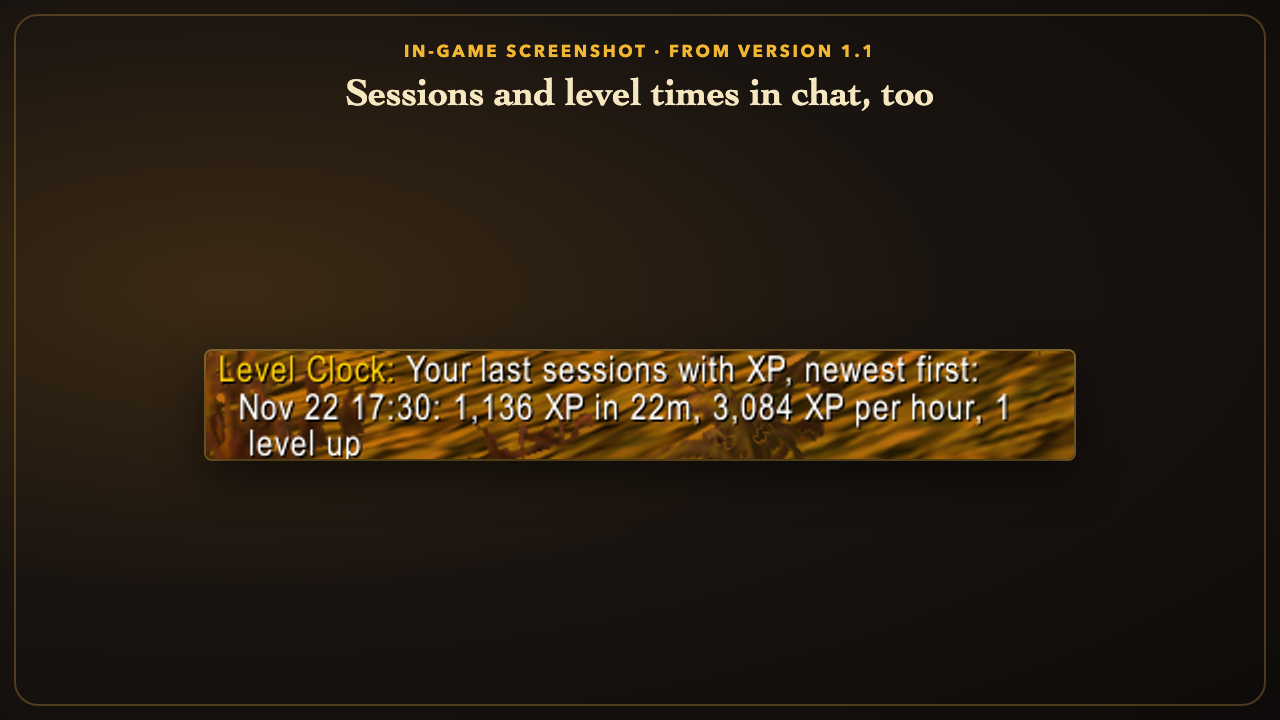 IN-GAME SCREENSHOT · FROM VERSION 1.1
Sessions and level times in chat, too
Level Clock: Your last sessions with XP, newest first:
Nov 22 17:30: 1,136 XP in 22m, 3,084 XP per hour, 1
level up